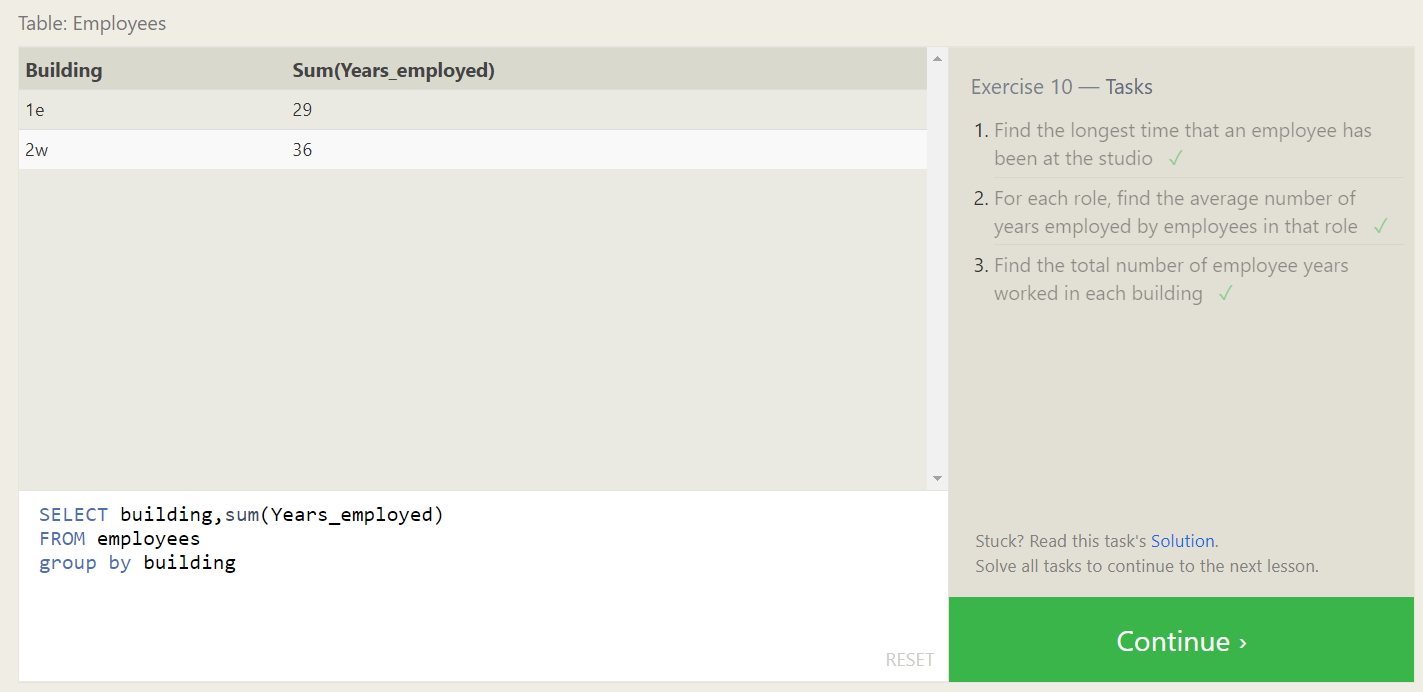 Table: Employees
Building Sum(Years_employed)
1e 29
2w 36
SELECT building,sum(Years_employed)
FROM employees
group by building
RESET
Exercise 10 — Tasks
1. Find the longest time that an employee has
been at the studio ✓
2. For each role, find the average number of
years employed by employees in that role ✓
3. Find the total number of employee years
worked in each building ✓
Stuck? Read this task's Solution.
Solve all tasks to continue to the next lesson.
Continue ›